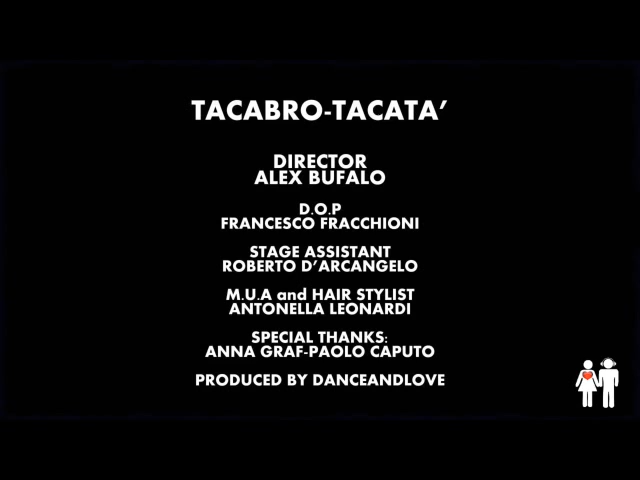 TACABRO-TACATA’
DIRECTOR
ALEX BUFALO
D.O.P
FRANCESCO FRACCHIONI
STAGE ASSISTANT
ROBERTO D’ARCANGELO
M.U.A and HAIR STYLIST
ANTONELLA LEONARDI
SPECIAL THANKS:
ANNA GRAF-PAOLO CAPUTO
PRODUCED BY DANCEANDLOVE